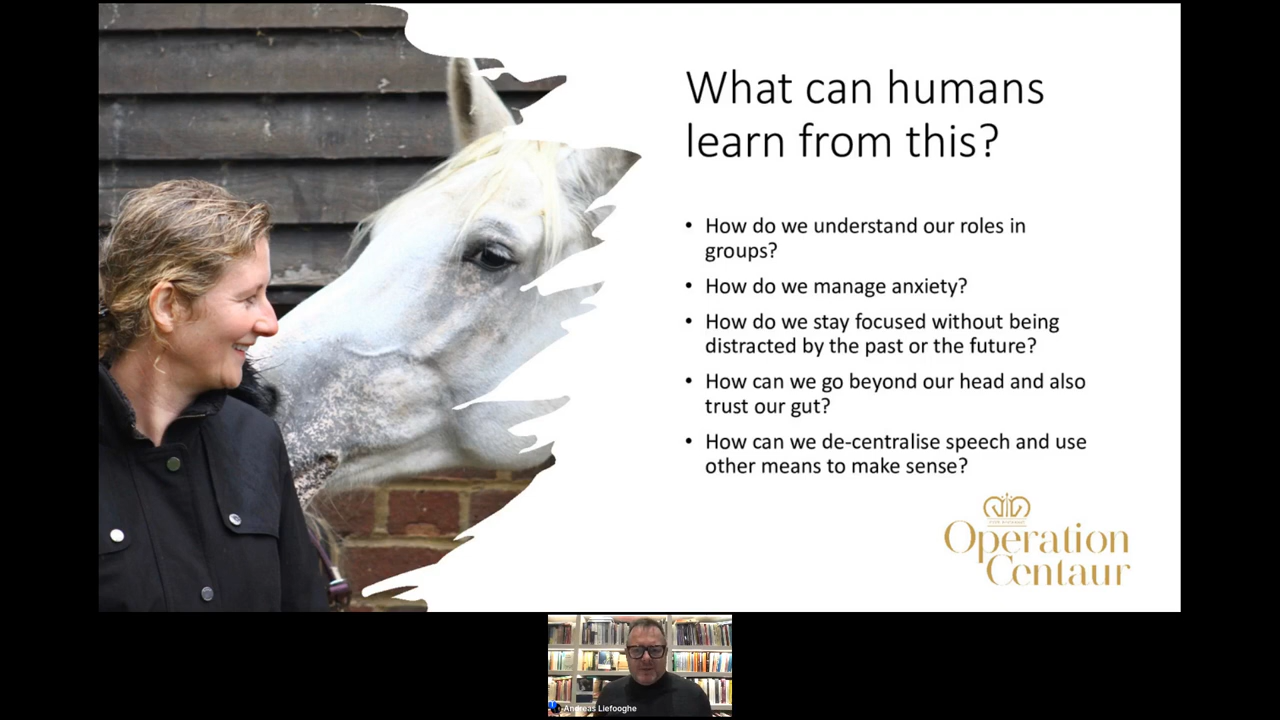 What can humans
learn from this?
• How do we understand our roles in
groups?
• How do we manage anxiety?
• How do we stay focused without being
distracted by the past or the future?
• How can we go beyond our head and also
trust our gut?
• How can we de-centralise speech and use
other means to make sense?
Operation
Centaur
Andreas Liefooghe